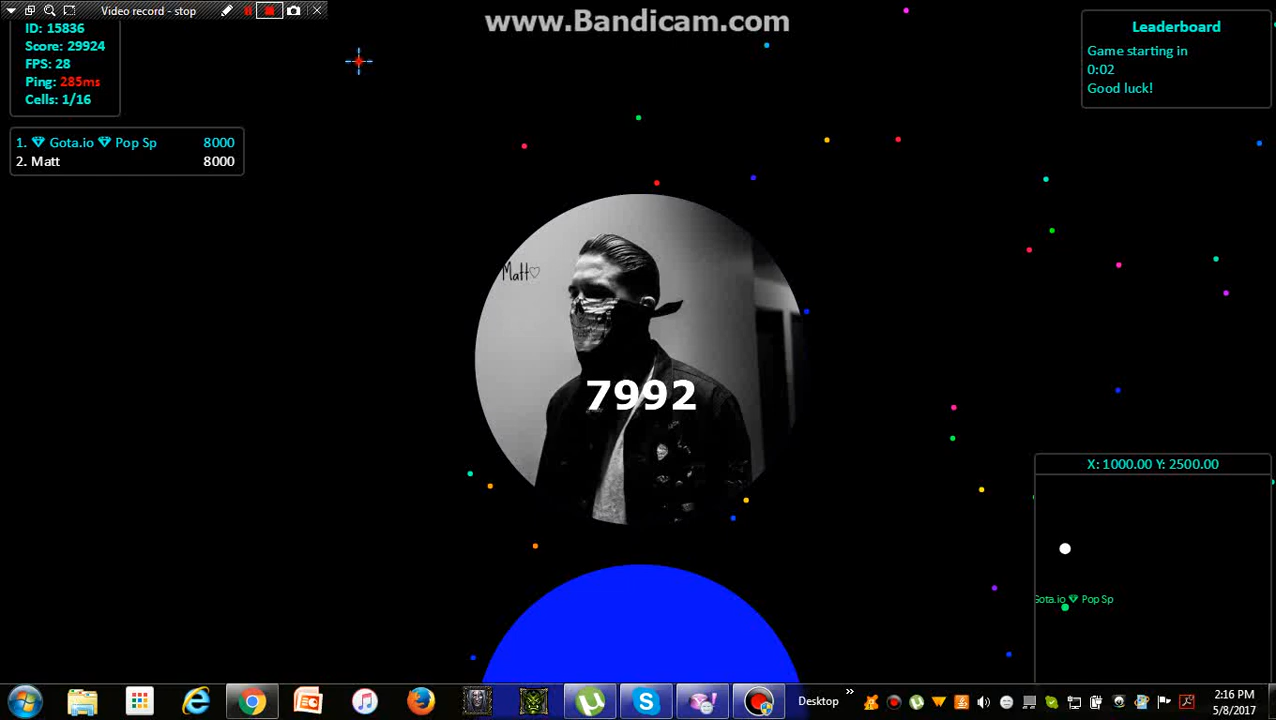 Video record - stop
www.Bandicam.com
ID: 15836
Score: 29924
FPS: 28
Ping: 285ms
Cells: 1/16
1. 💎 Gota.io 💎 Pop Sp 8000
2. Matt 8000
Leaderboard
Game starting in
0:02
Good luck!
Matt♡
7992
X: 1000.00 Y: 2500.00
Gota.io 💎 Pop Sp
Desktop
2:16 PM
5/8/2017